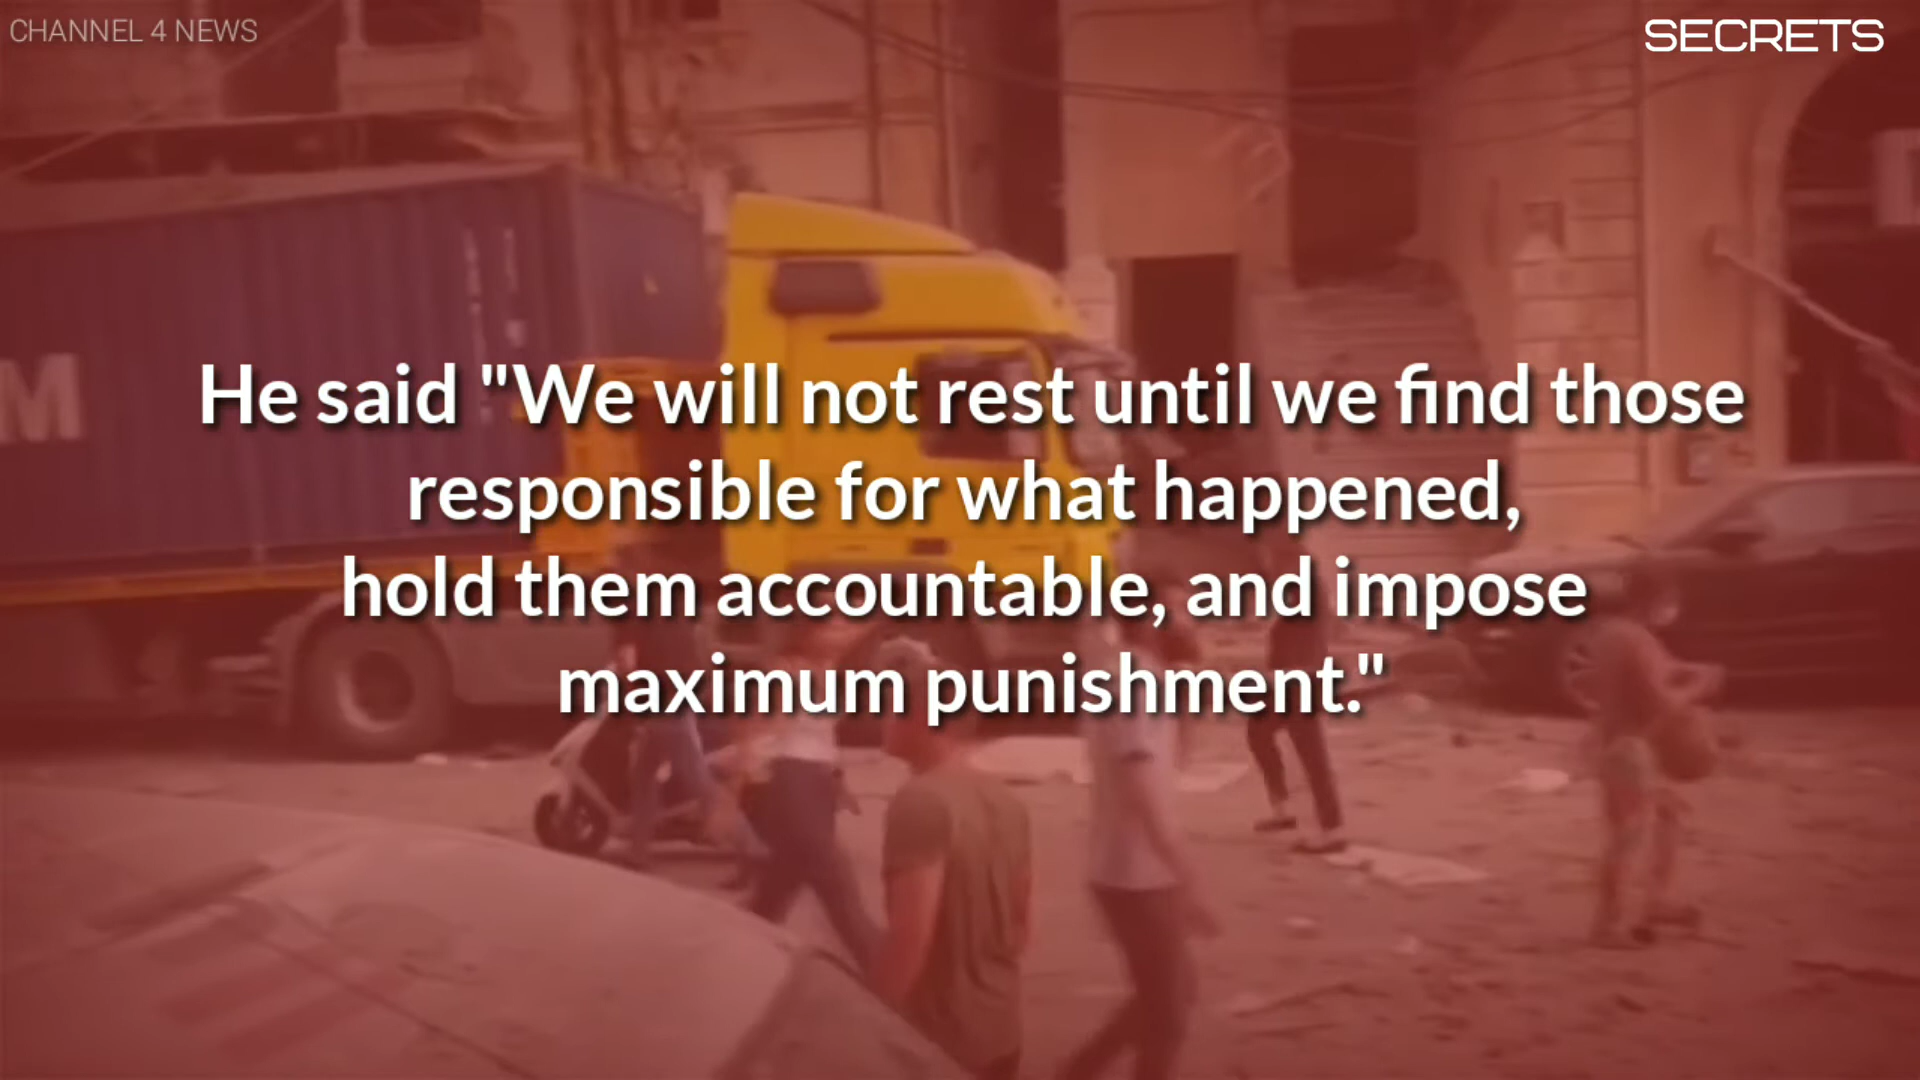 CHANNEL 4 NEWS
SECRETS
M
He said "We will not rest until we find those
responsible for what happened,
hold them accountable, and impose
maximum punishment."